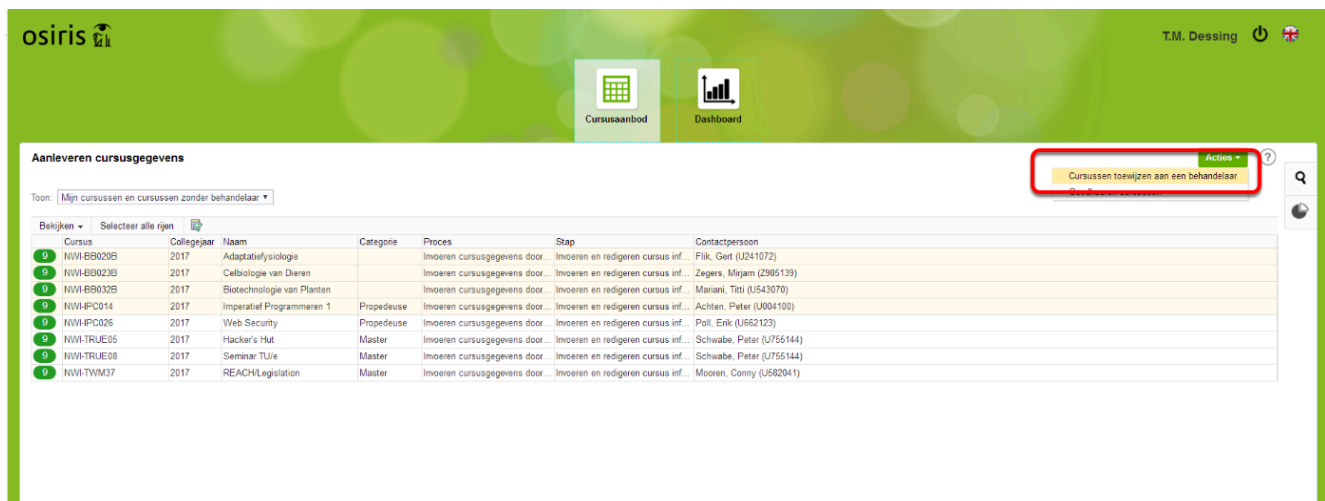 osiris
T.M. Dessing
Cursusaanbod Dashboard
Aanleveren cursusgegevens
Acties ?
Cursussen toewijzen aan een behandelaar
Toon: Mijn cursussen en cursussen zonder behandelaar
Bekijken Selecteer alle rijen
Cursus Collegejaar Naam Categorie Proces Stap Contactpersoon
9 NWI-BB020B 2017 Adaptatiefysiologie Invoeren cursusgegevens door... Invoeren en redigeren cursus inf... Flik, Gert (U241072)
9 NWI-BB023B 2017 Celbiologie van Dieren Invoeren cursusgegevens door... Invoeren en redigeren cursus inf... Zegers, Mirjam (Z985139)
9 NWI-BB032B 2017 Biotechnologie van Planten Invoeren cursusgegevens door... Invoeren en redigeren cursus inf... Mariani, Titti (U543070)
9 NWI-IPC014 2017 Imperatief Programmeren 1 Propedeuse Invoeren cursusgegevens door... Invoeren en redigeren cursus inf... Achten, Peter (U004100)
9 NWI-IPC026 2017 Web Security Propedeuse Invoeren cursusgegevens door... Invoeren en redigeren cursus inf... Poll, Erik (U662123)
9 NWI-TRUE05 2017 Hacker's Hut Master Invoeren cursusgegevens door... Invoeren en redigeren cursus inf... Schwabe, Peter (U755144)
9 NWI-TRUE08 2017 Seminar TU/e Master Invoeren cursusgegevens door... Invoeren en redigeren cursus inf... Schwabe, Peter (U755144)
9 NWI-TWM37 2017 REACH/Legislation Master Invoeren cursusgegevens door... Invoeren en redigeren cursus inf... Mooren, Conny (U582041)